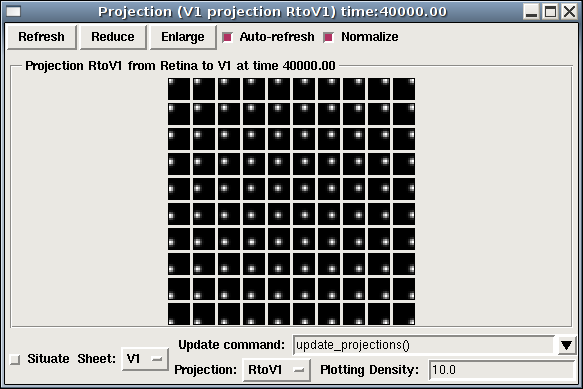 Projection (V1 projection RtoV1) time:40000.00
Refresh Reduce Enlarge Auto-refresh Normalize
Projection RtoV1 from Retina to V1 at time 40000.00
Update command: update_projections()
Situate Sheet: V1
Projection: RtoV1 Plotting Density: 10.0